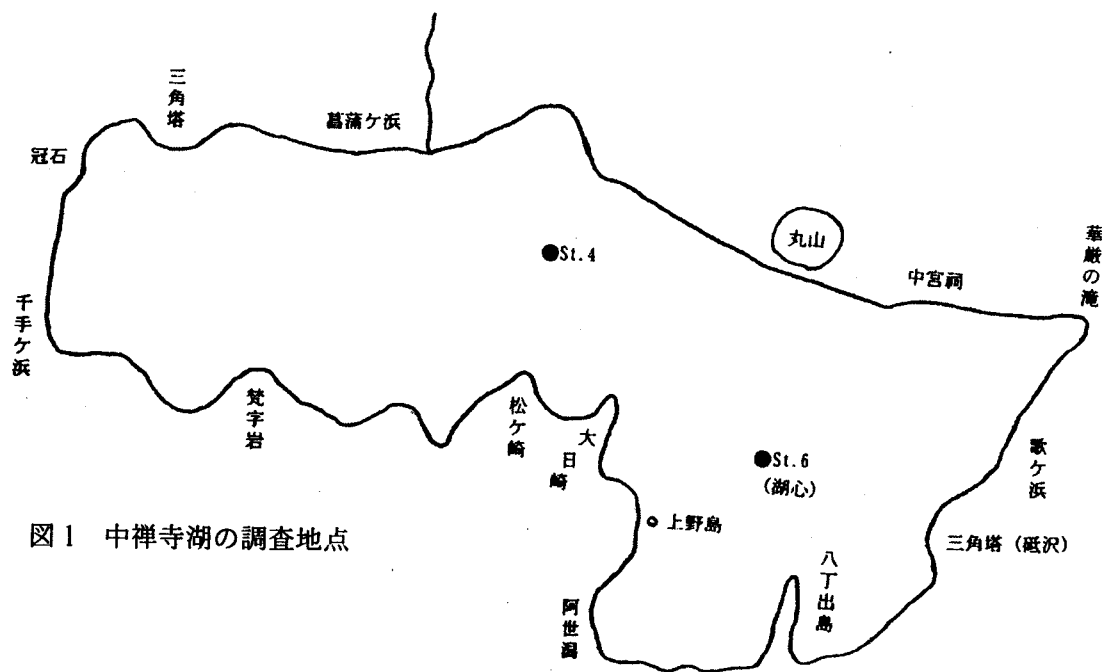 三角塔
菖蒲ケ浜
冠石
丸山
華厳の滝
●St.4
中宮祠
千手ケ浜
梵字岩
松ケ崎
大日崎
●St.6
(湖心)
歌ケ浜
上野島
三角塔（砥沢）
八丁出島
阿世潟
図1　中禅寺湖の調査地点